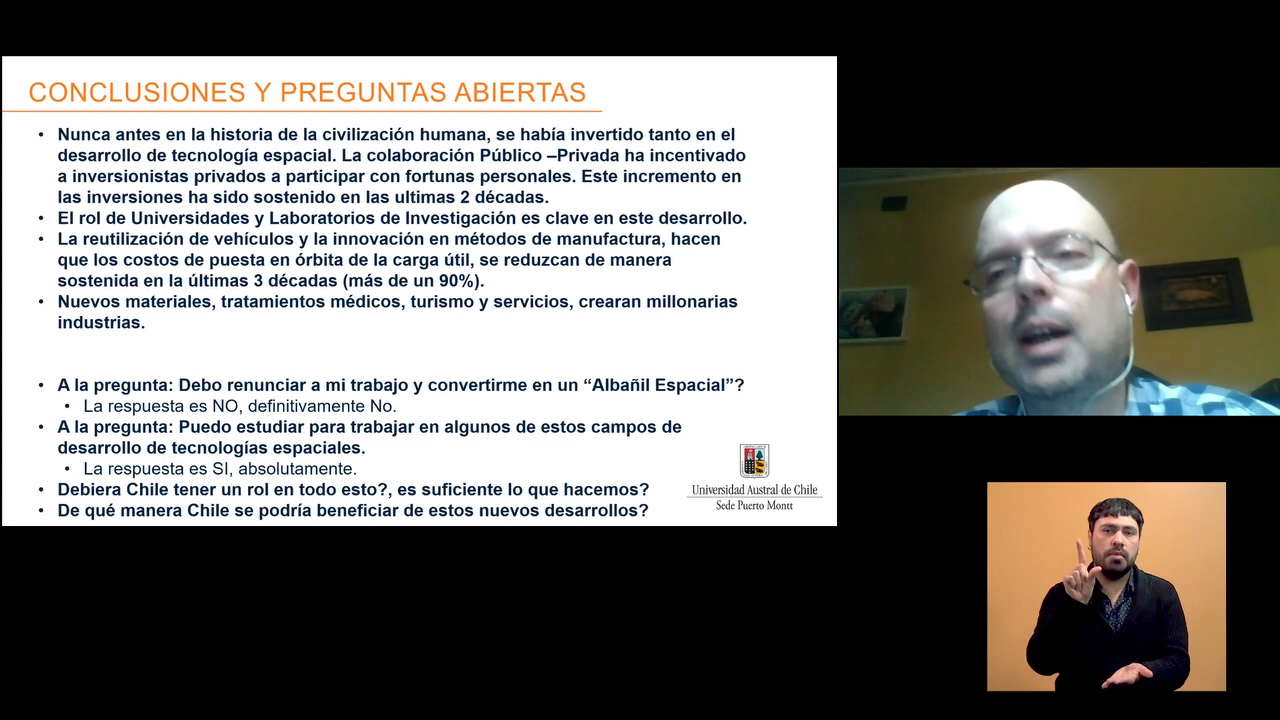 CONCLUSIONES Y PREGUNTAS ABIERTAS
• Nunca antes en la historia de la civilización humana, se había invertido tanto en el
desarrollo de tecnología espacial. La colaboración Público –Privada ha incentivado
a inversionistas privados a participar con fortunas personales. Este incremento en
las inversiones ha sido sostenido en las ultimas 2 décadas.
• El rol de Universidades y Laboratorios de Investigación es clave en este desarrollo.
• La reutilización de vehículos y la innovación en métodos de manufactura, hacen
que los costos de puesta en órbita de la carga útil, se reduzcan de manera
sostenida en la últimas 3 décadas (más de un 90%).
• Nuevos materiales, tratamientos médicos, turismo y servicios, crearan millonarias
industrias.
• A la pregunta: Debo renunciar a mi trabajo y convertirme en un “Albañil Espacial”?
• La respuesta es NO, definitivamente No.
• A la pregunta: Puedo estudiar para trabajar en algunos de estos campos de
desarrollo de tecnologías espaciales.
• La respuesta es SI, absolutamente.
• Debiera Chile tener un rol en todo esto?, es suficiente lo que hacemos?
• De qué manera Chile se podría beneficiar de estos nuevos desarrollos?
Universidad Austral de Chile
Sede Puerto Montt